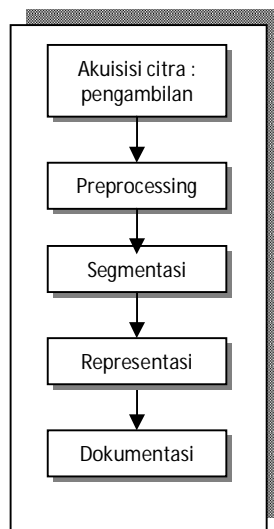 Akuisisi citra :
pengambilan
Preprocessing
Segmentasi
Representasi
Dokumentasi